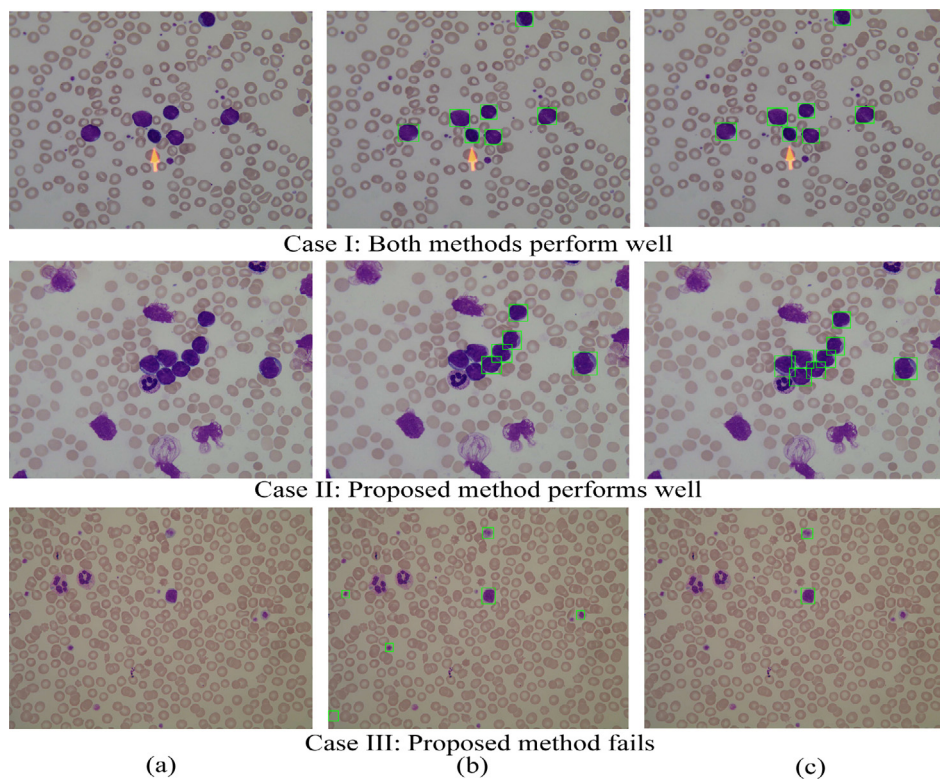 Case I: Both methods perform well
Case II: Proposed method performs well
Case III: Proposed method fails
(a)
(b)
(c)